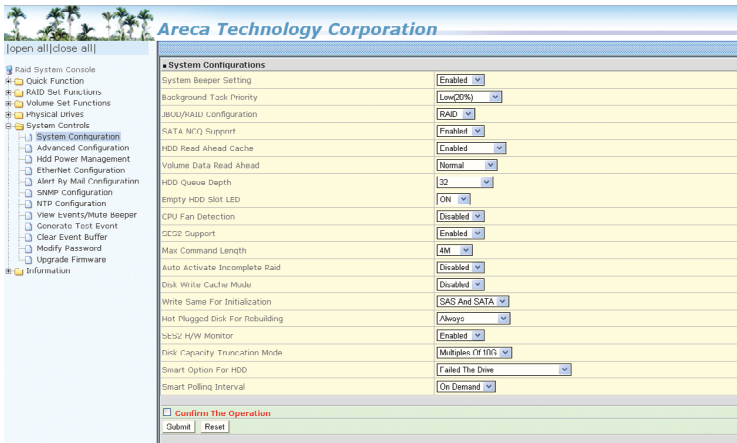 Areca Technology Corporation
|open all|close all|
Raid System Console
Quick Function
RAID Set Functions
Volume Set Functions
Physical Drives
System Controls
System Configuration
Advanced Configuration
Hdd Power Management
EtherNet Configuration
Alert By Mail Configuration
SNMP Configuration
NTP Configuration
View Events/Mute Beeper
Generate Test Event
Clear Event Buffer
Modify Password
Upgrade Firmware
Information
System Configurations
System Beeper Setting Enabled
Background Task Priority Low(20%)
JBOD/RAID Configuration RAID
SATA NCQ Support Enabled
HDD Read Ahead Cache Enabled
Volume Data Read Ahead Normal
HDD Queue Depth 32
Empty HDD Slot LED ON
CPU Fan Detection Disabled
SES2 Support Enabled
Max Command Length 4M
Auto Activate Incomplete Raid Disabled
Disk Write Cache Mode Disabled
Write Same For Initialization SAS And SATA
Hot Plugged Disk For Rebuilding Always
SES2 H/W Monitor Enabled
Disk Capacity Truncation Mode Multiples Of 10G
Smart Option For HDD Failed The Drive
Smart Polling Interval On Demand
Confirm The Operation
Submit Reset